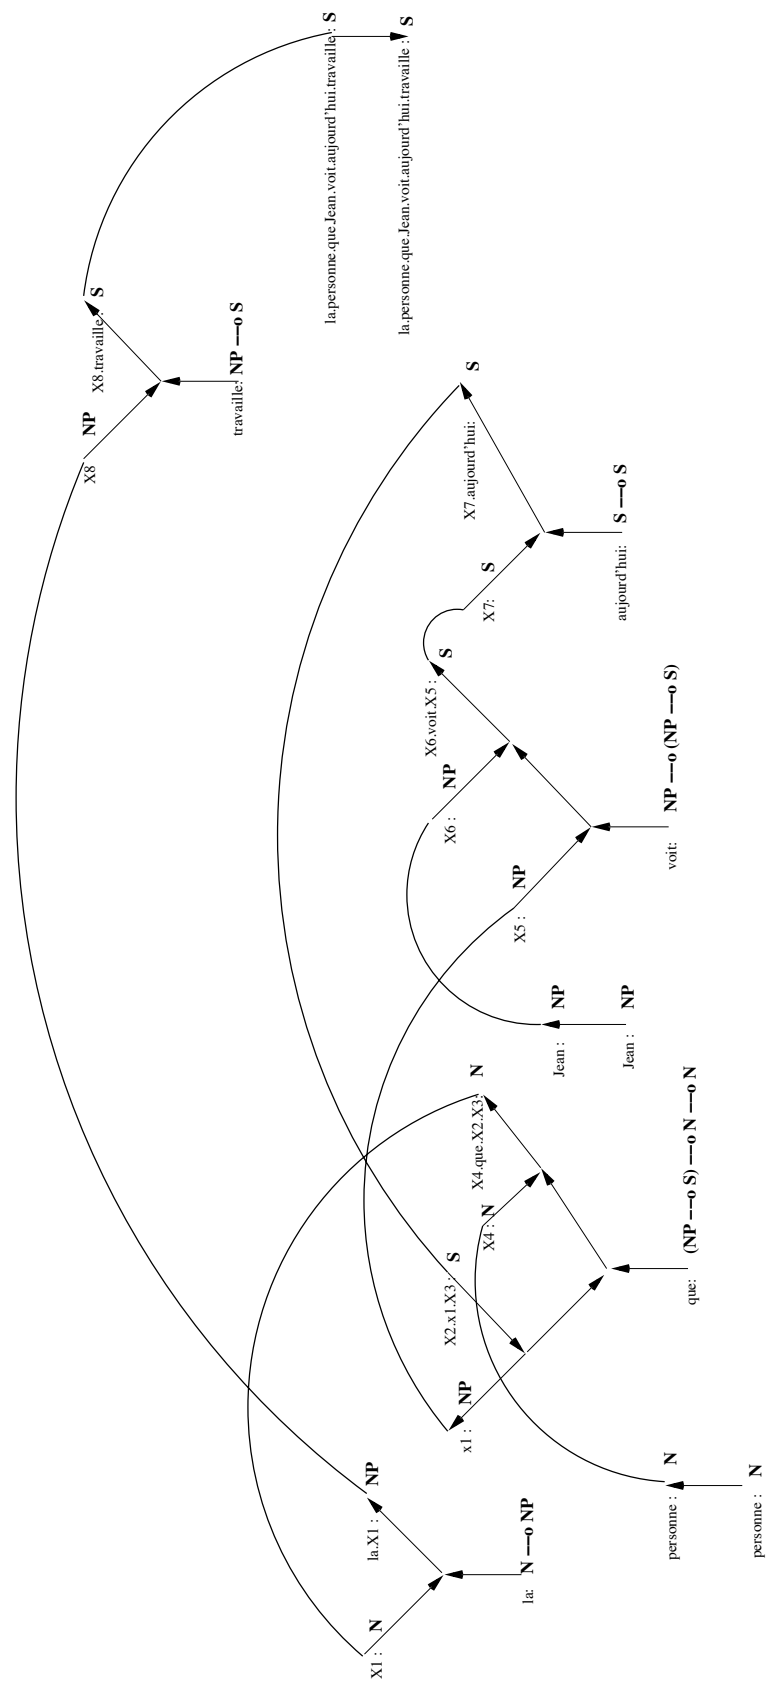 X1 : N
la: N —o NP
la.X1 : NP
personne : N
personne : N
x1 : NP
X2.x1.X3 : S
que: (NP —o S) —o N —o N
X4 : N
X4.que.X2.X3: N
Jean : NP
Jean : NP
X5 : NP
voit: NP —o (NP —o S)
X6 : NP
X6.voit.X5 : S
X7: S
aujourd'hui: S —o S
X7.aujourd'hui: S
X8 NP
travaille: NP —o S
X8.travaille : S
la.personne.que.Jean.voit.aujourd'hui.travaille : S
la.personne.que.Jean.voit.aujourd'hui.travaille : S